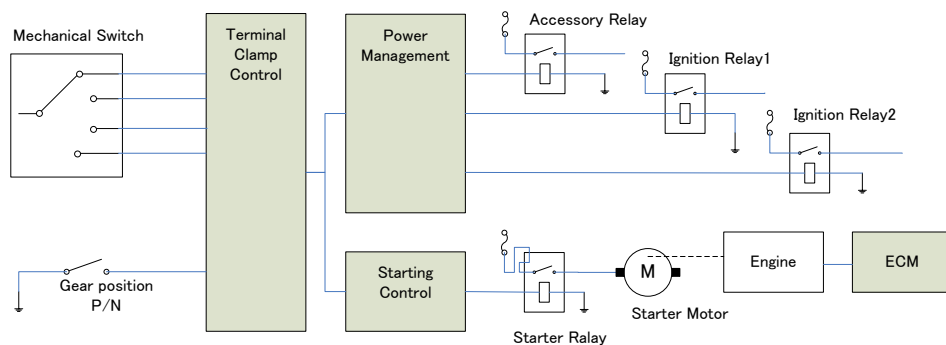 Mechanical Switch
Terminal
Clamp
Control
Power
Management
Accessory Relay
Ignition Relay1
Ignition Relay2
Gear position
P/N
Starting
Control
Starter Ralay
M
Starter Motor
Engine
ECM